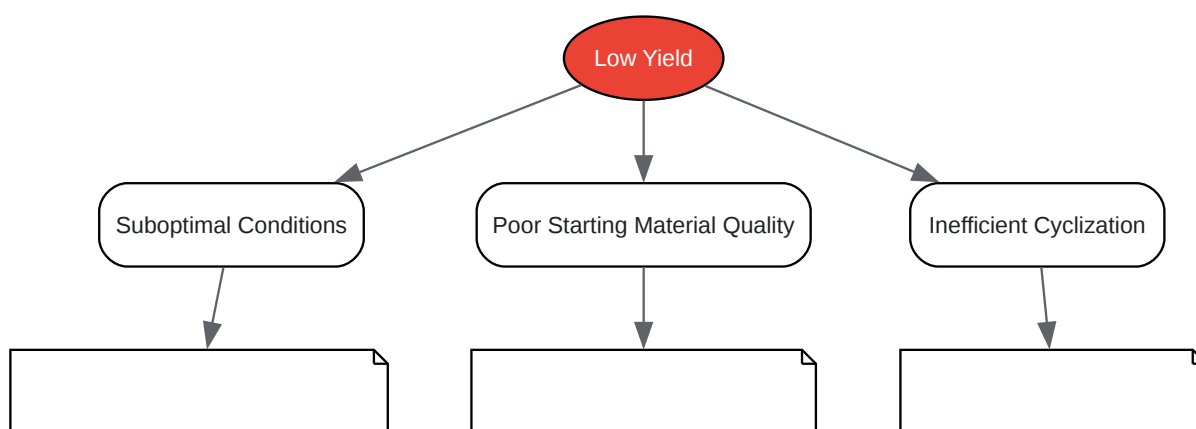 Low Yield
Suboptimal Conditions
Poor Starting Material Quality
Inefficient Cyclization